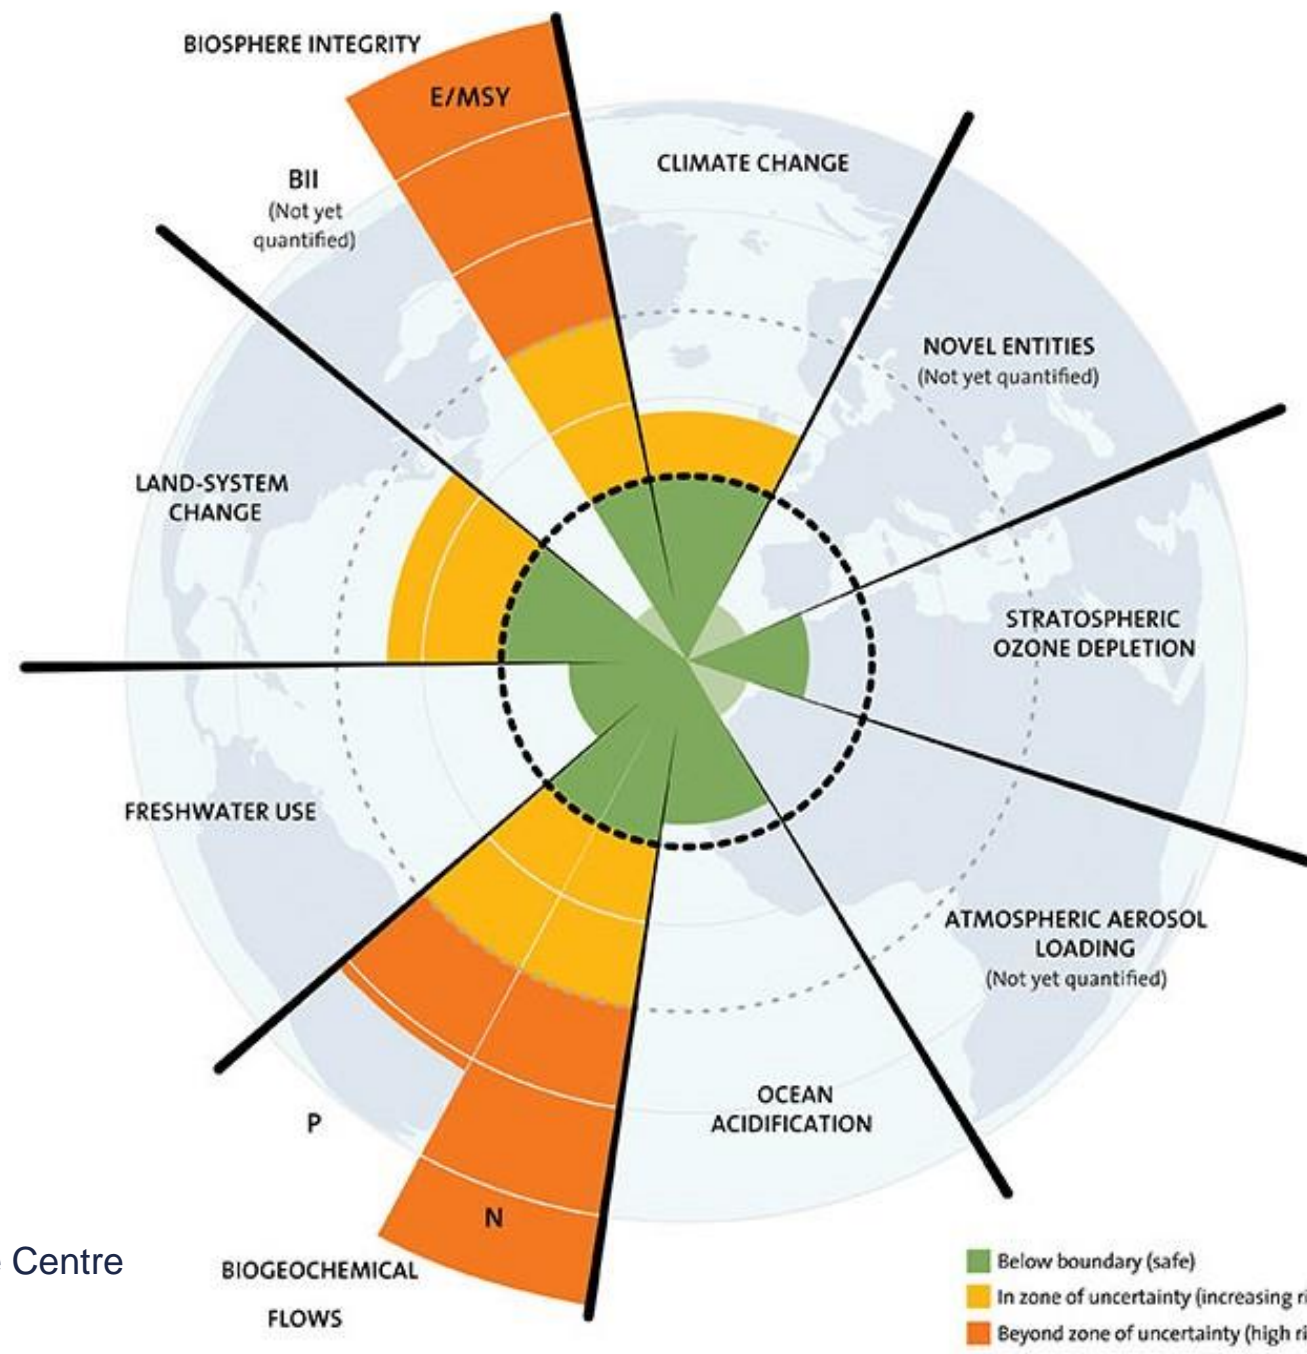 BIOSPHERE INTEGRITY
E/MSY
CLIMATE CHANGE
BII
(Not yet
quantified)
NOVEL ENTITIES
(Not yet quantified)
LAND-SYSTEM
CHANGE
STRATOSPHERIC
OZONE DEPLETION
FRESHWATER USE
ATMOSPHERIC AEROSOL
LOADING
(Not yet quantified)
OCEAN
ACIDIFICATION
P
N
BIOGEOCHEMICAL
FLOWS
Centre
Below boundary (safe)
In zone of uncertainty (increasing
Beyond zone of uncertainty (high